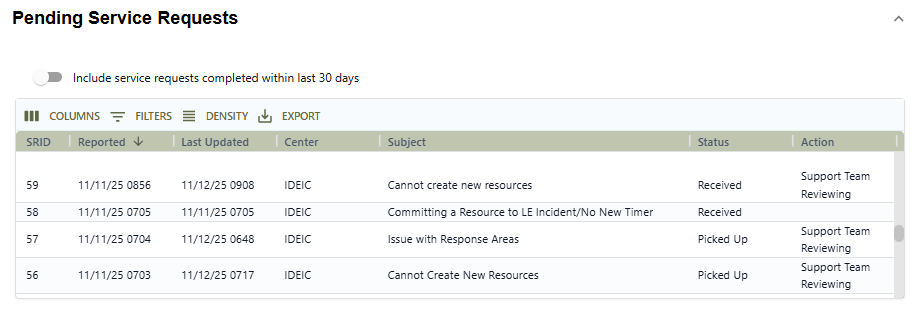 Pending Service Requests
Include service requests completed within last 30 days
COLUMNS FILTERS DENSITY EXPORT
SRID Reported Last Updated Center Subject Status Action
59 11/11/25 0856 11/12/25 0908 IDEIC Cannot create new resources Received Support Team Reviewing
58 11/11/25 0705 11/11/25 0705 IDEIC Committing a Resource to LE Incident/No New Timer Received
57 11/11/25 0704 11/12/25 0648 IDEIC Issue with Response Areas Picked Up Support Team Reviewing
56 11/11/25 0703 11/12/25 0717 IDEIC Cannot Create New Resources Picked Up Support Team Reviewing